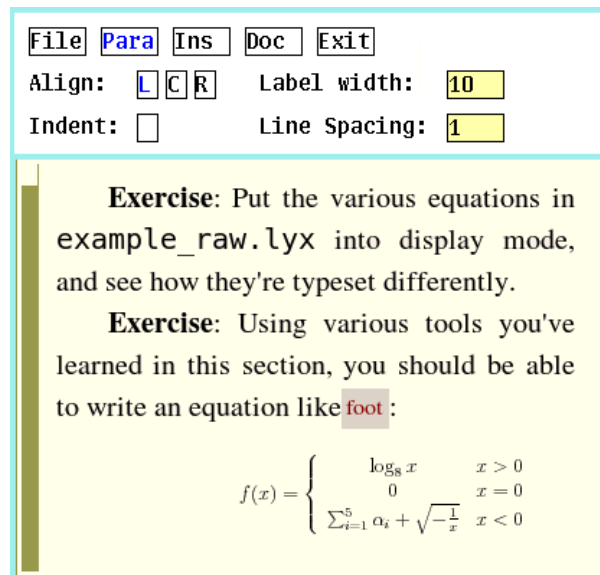 File Para Ins Doc Exit
Align: L C R Label width: 10
Indent: Line Spacing: 1
Exercise: Put the various equations in
example_raw.lyx into display mode,
and see how they're typeset differently.
Exercise: Using various tools you've
learned in this section, you should be able
to write an equation like foot :
log₈ x x > 0
f(x) = { 0 x = 0
∑⁵ᵢ₌₁ αᵢ + √(-1/x) x < 0